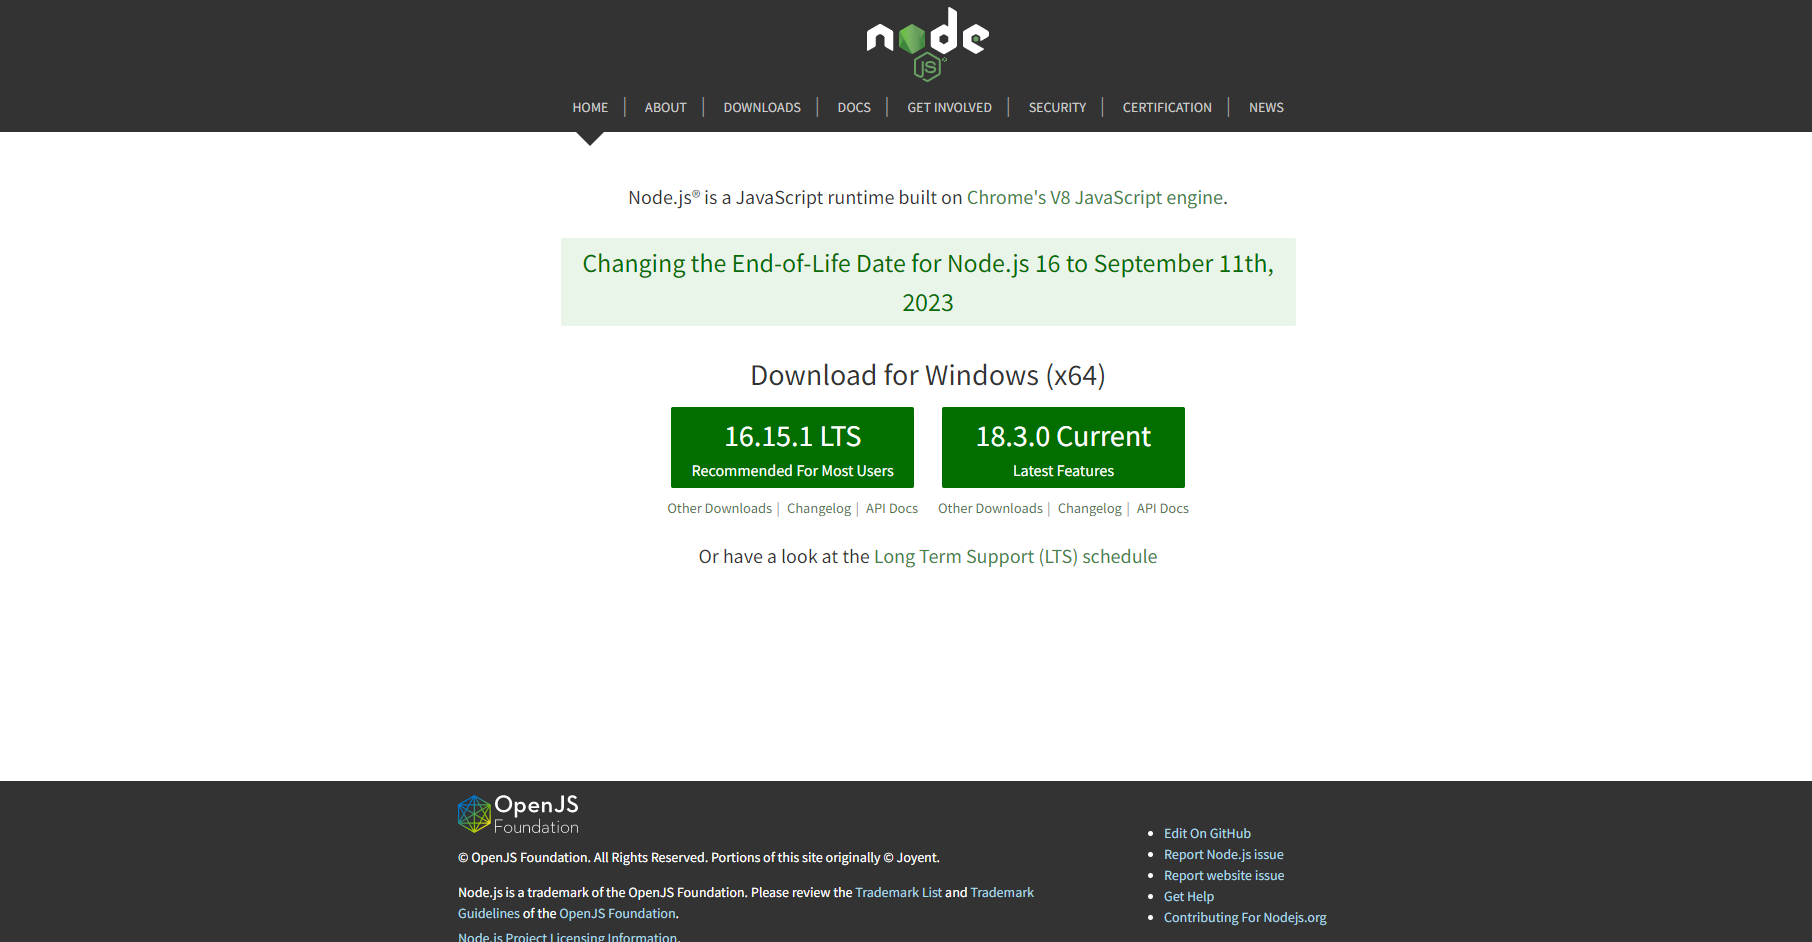 node
JS
HOME | ABOUT | DOWNLOADS | DOCS | GET INVOLVED | SECURITY | CERTIFICATION | NEWS
Node.js® is a JavaScript runtime built on Chrome's V8 JavaScript engine.
Changing the End-of-Life Date for Node.js 16 to September 11th,
2023
Download for Windows (x64)
16.15.1 LTS
Recommended For Most Users
18.3.0 Current
Latest Features
Other Downloads | Changelog | API Docs
Other Downloads | Changelog | API Docs
Or have a look at the Long Term Support (LTS) schedule
OpenJS
Foundation
© OpenJS Foundation. All Rights Reserved. Portions of this site originally © Joyent.
Node.js is a trademark of the OpenJS Foundation. Please review the Trademark List and Trademark
Guidelines of the OpenJS Foundation.
Node.js Project Licensing Information.
• Edit On GitHub
• Report Node.js issue
• Report website issue
• Get Help
• Contributing For Nodejs.org